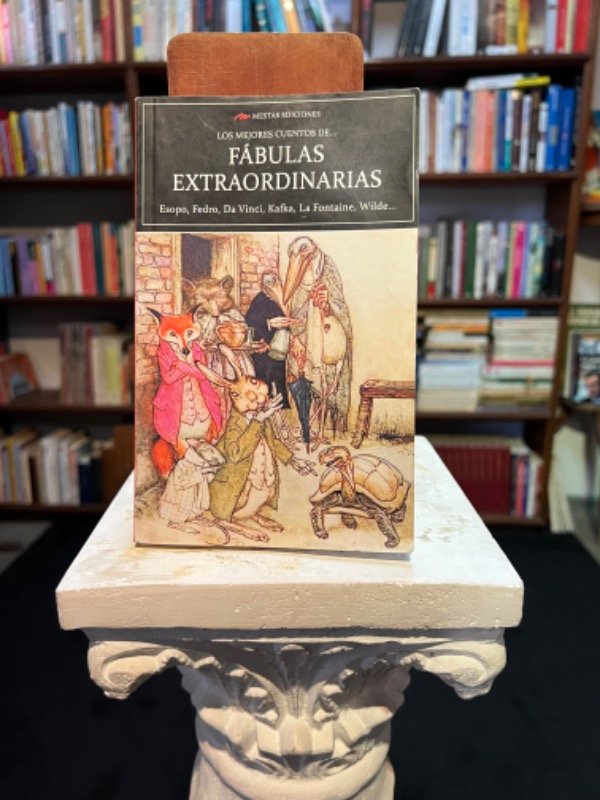 MESTAS EDICIONES
LOS MEJORES CUENTOS DE...
FÁBULAS
EXTRAORDINARIAS
Esopo, Fedro, Da Vinci, Kafka, La Fontaine, Wilde...